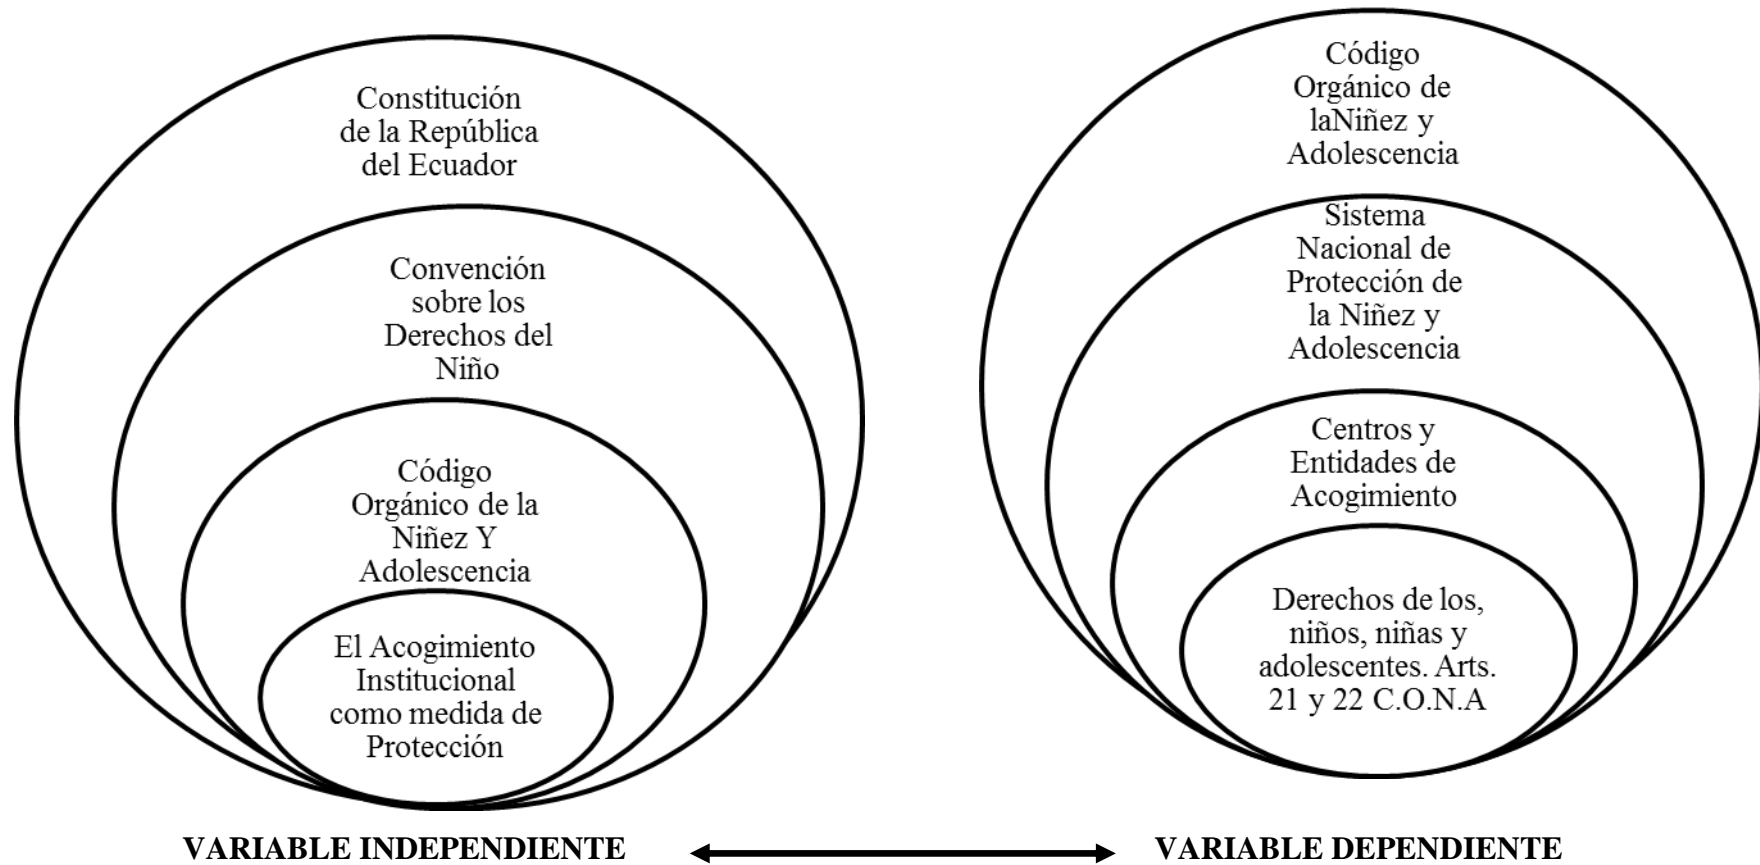 Constitución
de la República
del Ecuador
Convención
sobre los
Derechos del
Niño
Código
Orgánico de la
Niñez Y
Adolescencia
El Acogimiento
Institucional
como medida de
Protección
VARIABLE INDEPENDIENTE
Código
Orgánico de
laNiñez y
Adolescencia
Sistema
Nacional de
Protección de
la Niñez y
Adolescencia
Centros y
Entidades de
Acogimiento
Derechos de los,
niños, niñas y
adolescentes. Arts.
21 y 22 C.O.N.A
VARIABLE DEPENDIENTE